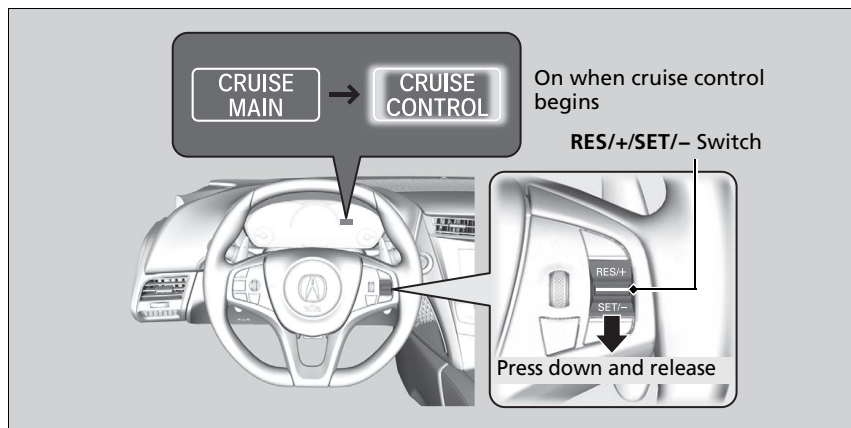 CRUISE
MAIN
CRUISE
CONTROL
On when cruise control
begins
RES/+/SET/− Switch
RES/+
SET/−
Press down and release